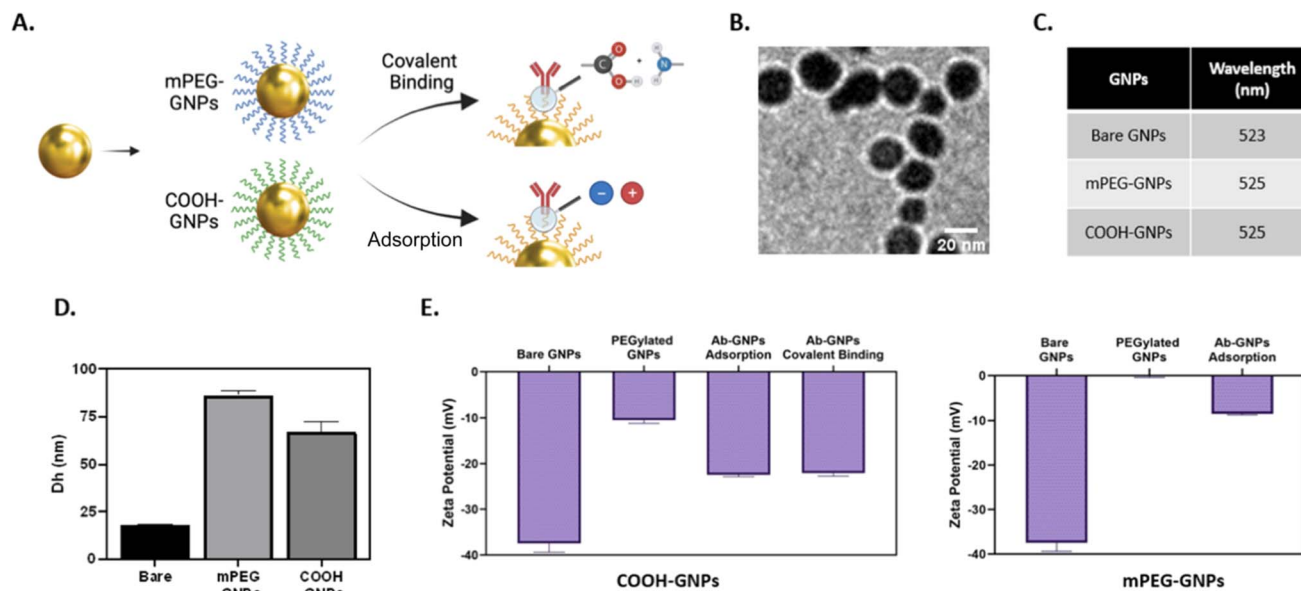 A.
mPEG-
GNPs
COOH-
GNPs
Covalent
Binding
Adsorption
C
O
O
H
+
H
N
H
S
S
−
+
B.
20 nm
C.
GNPs
Wavelength
(nm)
Bare GNPs
523
mPEG-GNPs
525
COOH-GNPs
525
D.
Dh (nm)
100
75
50
25
0
Bare
mPEG
COOH
E.
Bare GNPs
PEGylated
GNPs
Ab-GNPs
Adsorption
Ab-GNPs
Covalent Binding
Zeta Potential (mV)
0
-10
-20
-30
-40
COOH-GNPs
Bare
GNPs
PEGylated
GNPs
Ab-GNPs
Adsorption
Zeta Potential (mV)
0
-10
-20
-30
-40
mPEG-GNPs